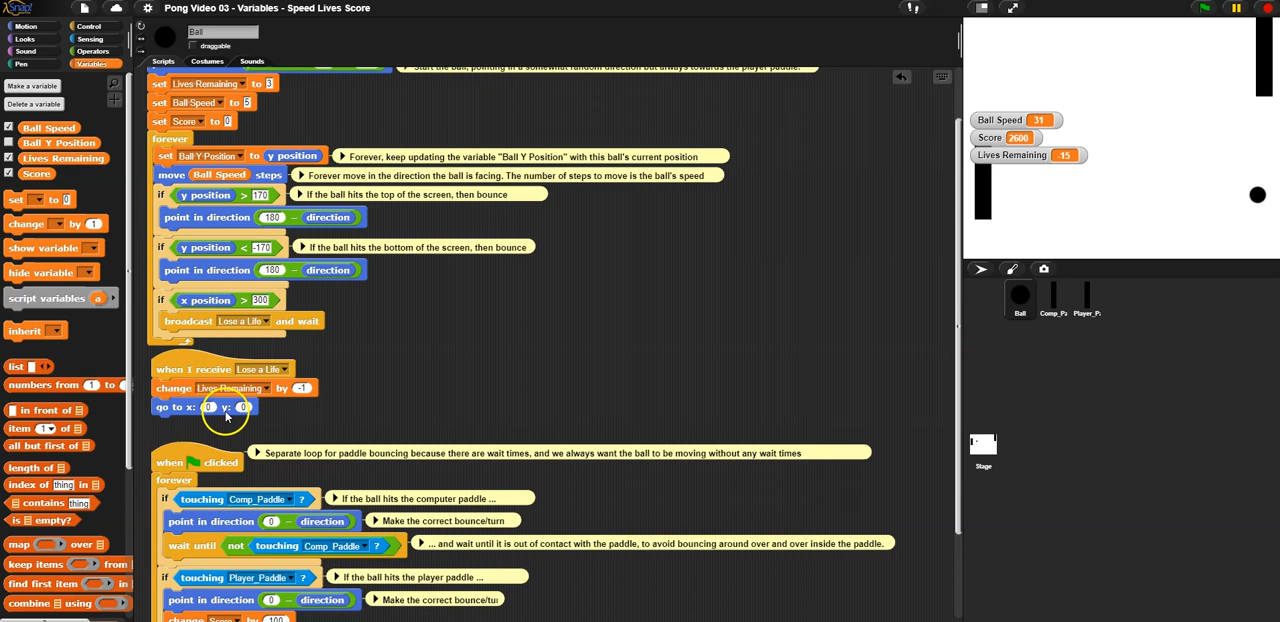 Snap!
Pong Video 03 - Variables - Speed Lives Score
Motion Control
Looks Sensing
Sound Operators
Pen Variables
Make a variable
Delete a variable
Ball Speed
Ball Y Position
Lives Remaining
Score
set to 0
change by 1
show variable
hide variable
script variables a
inherit
list
numbers from 1 to
in front of
item 1 of
all but first of
length of
index of thing in
contains thing
is empty?
map over
keep items from
find first item in
combine using
Ball
draggable
Scripts Costumes Sounds
Start the ball, pointing in a somewhat random direction but always towards the player paddle.
set Lives Remaining to 3
set Ball Speed to 5
set Score to 0
forever
set Ball Y Position to y position Forever, keep updating the variable "Ball Y Position" with this ball's current position
move Ball Speed steps Forever move in the direction the ball is facing. The number of steps to move is the ball's speed
if y position > 170 If the ball hits the top of the screen, then bounce
point in direction 180 - direction
if y position < -170 If the ball hits the bottom of the screen, then bounce
point in direction 180 - direction
if x position > 300
broadcast Lose a Life and wait
when I receive Lose a Life
change Lives Remaining by -1
go to x: 0 y: 0
Separate loop for paddle bouncing because there are wait times, and we always want the ball to be moving without any wait times
when clicked
forever
if touching Comp_Paddle ? If the ball hits the computer paddle ...
point in direction 0 - direction Make the correct bounce/turn
wait until not touching Comp_Paddle ? ... and wait until it is out of contact with the paddle, to avoid bouncing around over and over inside the paddle.
if touching Player_Paddle ? If the ball hits the player paddle ...
point in direction 0 - direction Make the correct bounce/tu
change Score by 100
Ball Speed 31
Score 2600
Lives Remaining -15
Ball Comp_Pa Player_Pa
Stage